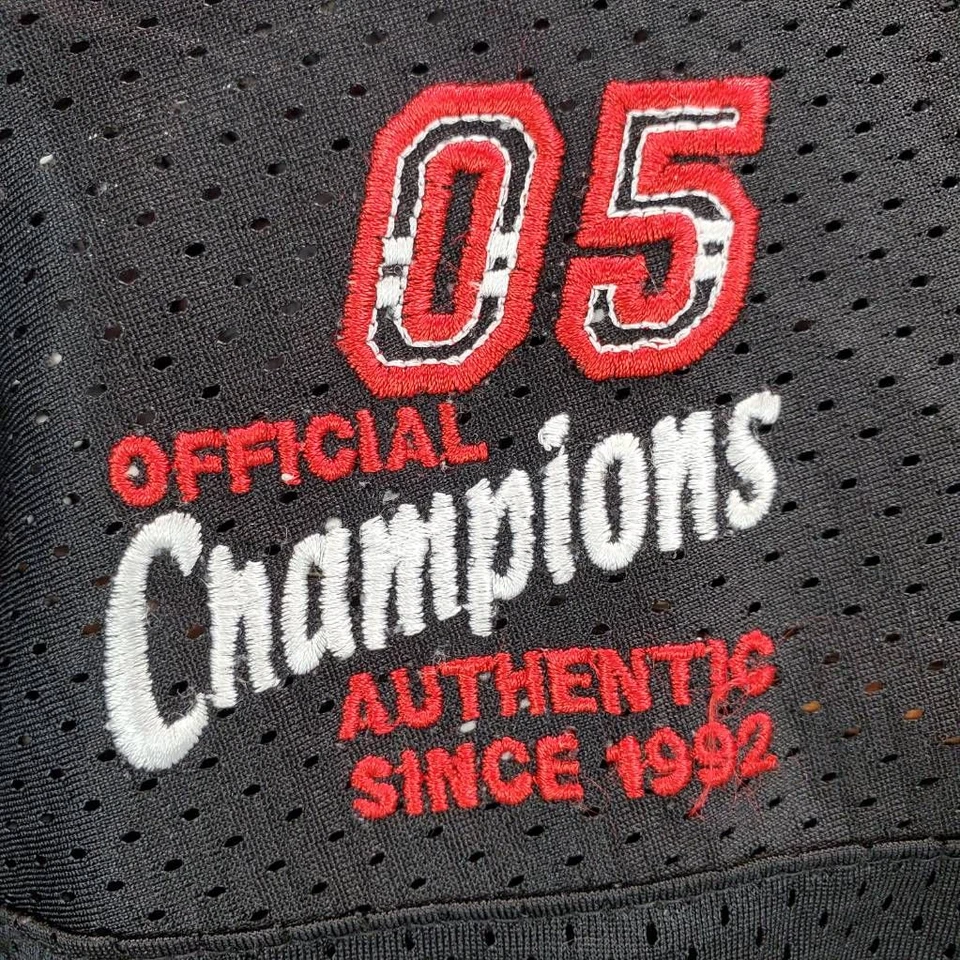 05
OFFICIAL
Champions
AUTHENTIC
SINCE 1992